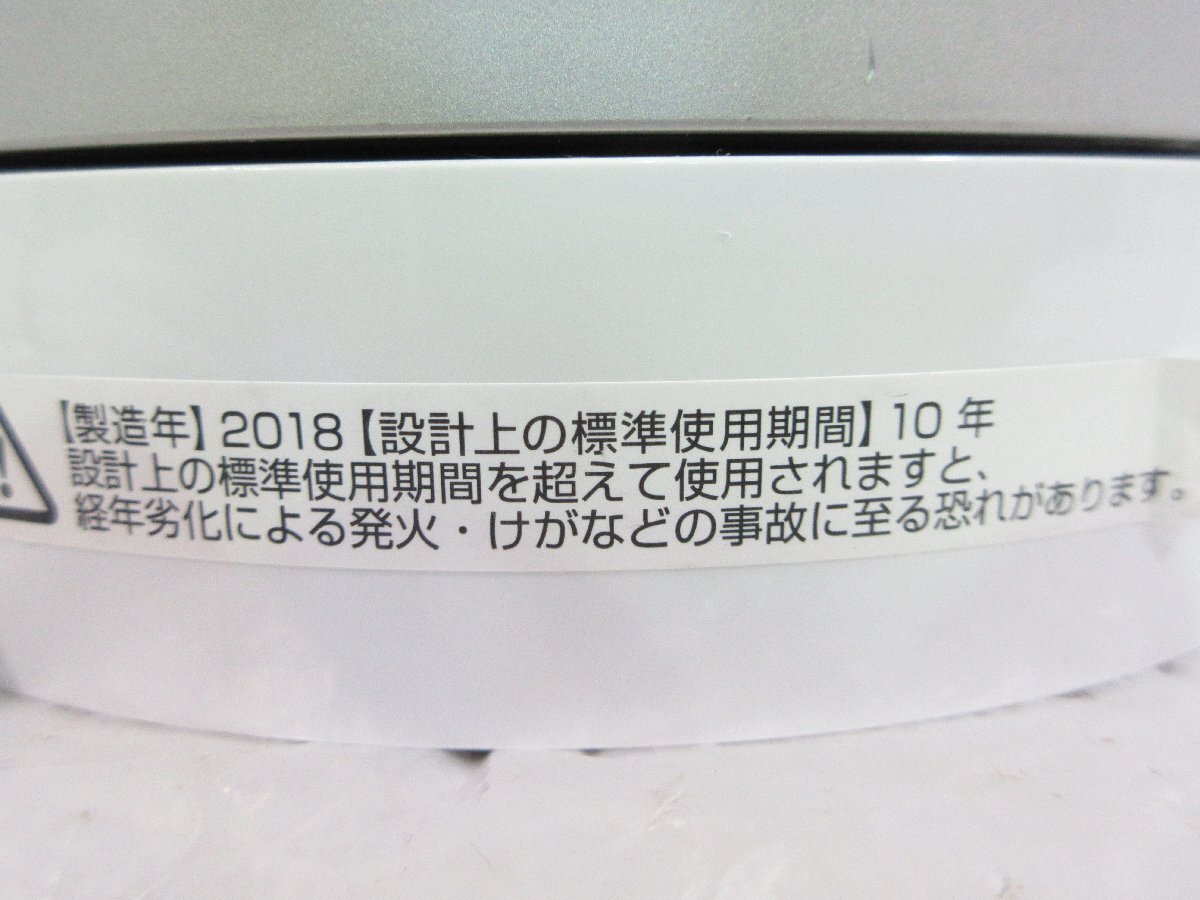 【製造年】2018【設計上の標準使用期間】10 年
設計上の標準使用期間を超えて使用されますと、
経年劣化による発火・けがなどの事故に至る恐れがあります。